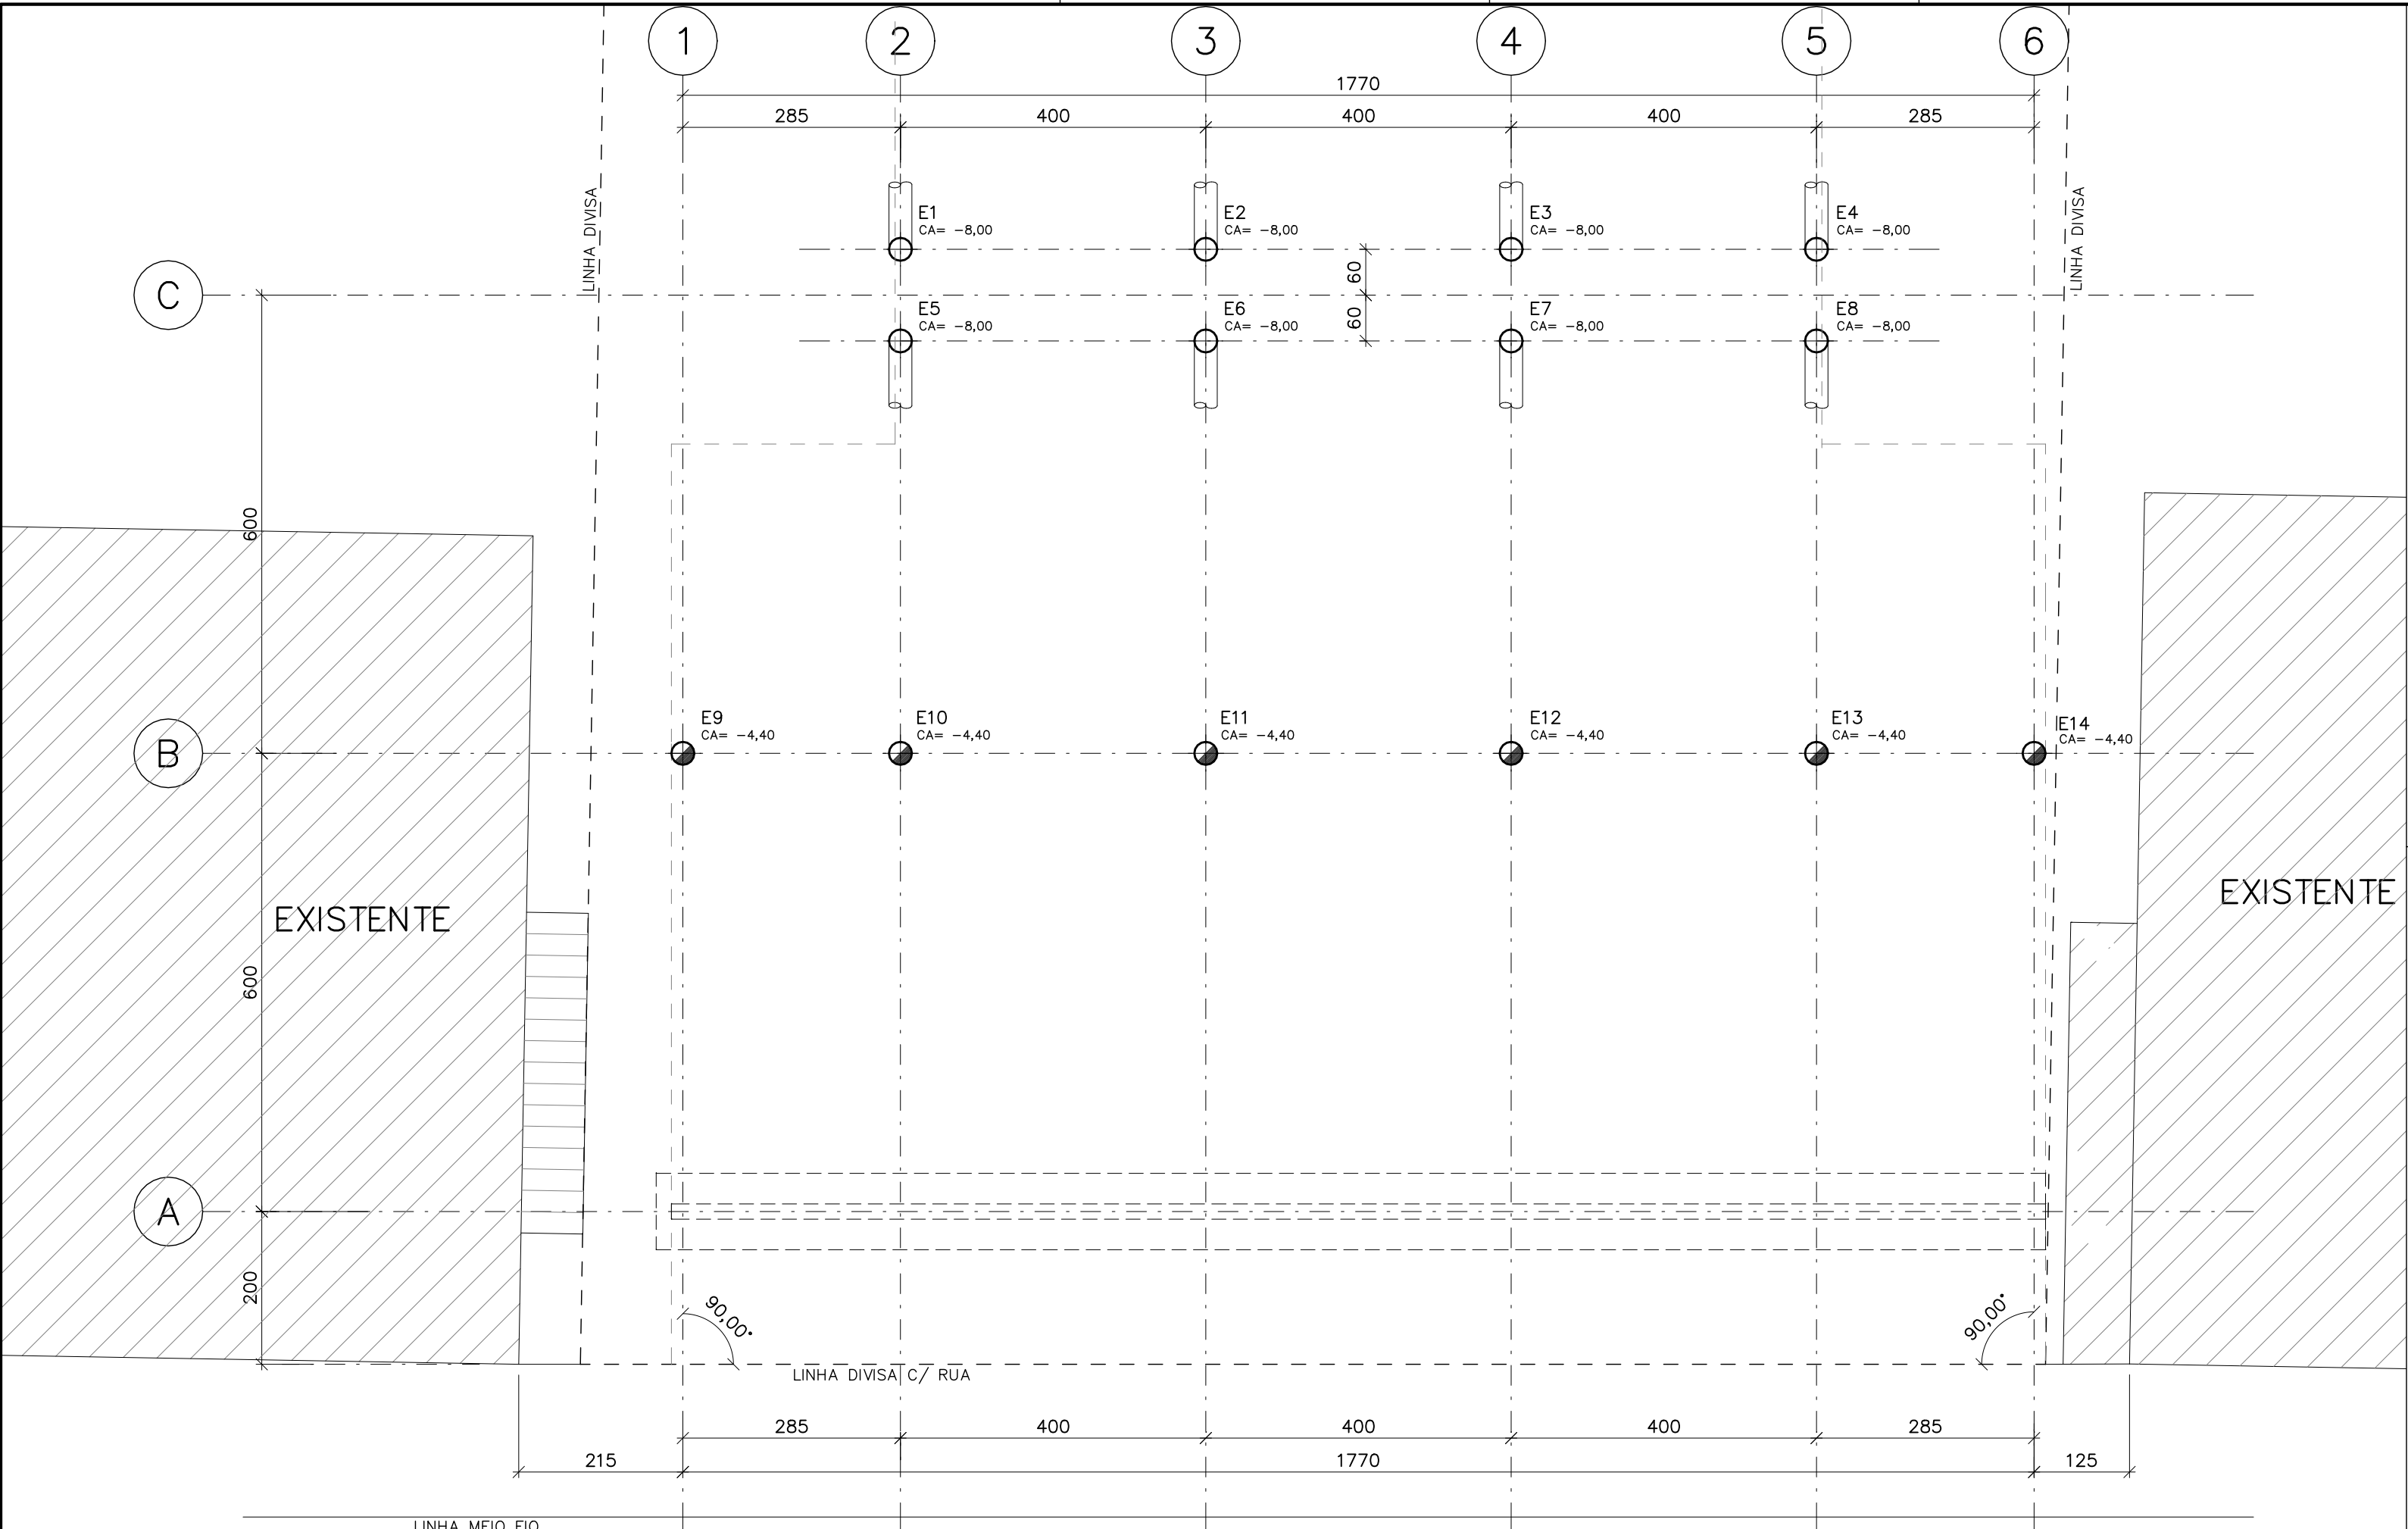 1 2 3 4 5 6
1770
285 400 400 400 285
LINHA DIVISA
LINHA DIVISA
E1
CA= -8,00
E2
CA= -8,00
E3
CA= -8,00
E4
CA= -8,00
60
C
60
E5
CA= -8,00
E6
CA= -8,00
E7
CA= -8,00
E8
CA= -8,00
600
E9
CA= -4,40
E10
CA= -4,40
E11
CA= -4,40
E12
CA= -4,40
E13
CA= -4,40
E14
CA= -4,40
B
EXISTENTE
EXISTENTE
600
A
200
90,00°
90,00°
LINHA DIVISA C/ RUA
285 400 400 400 285
215 1770 125
LINHA MEIO FIO